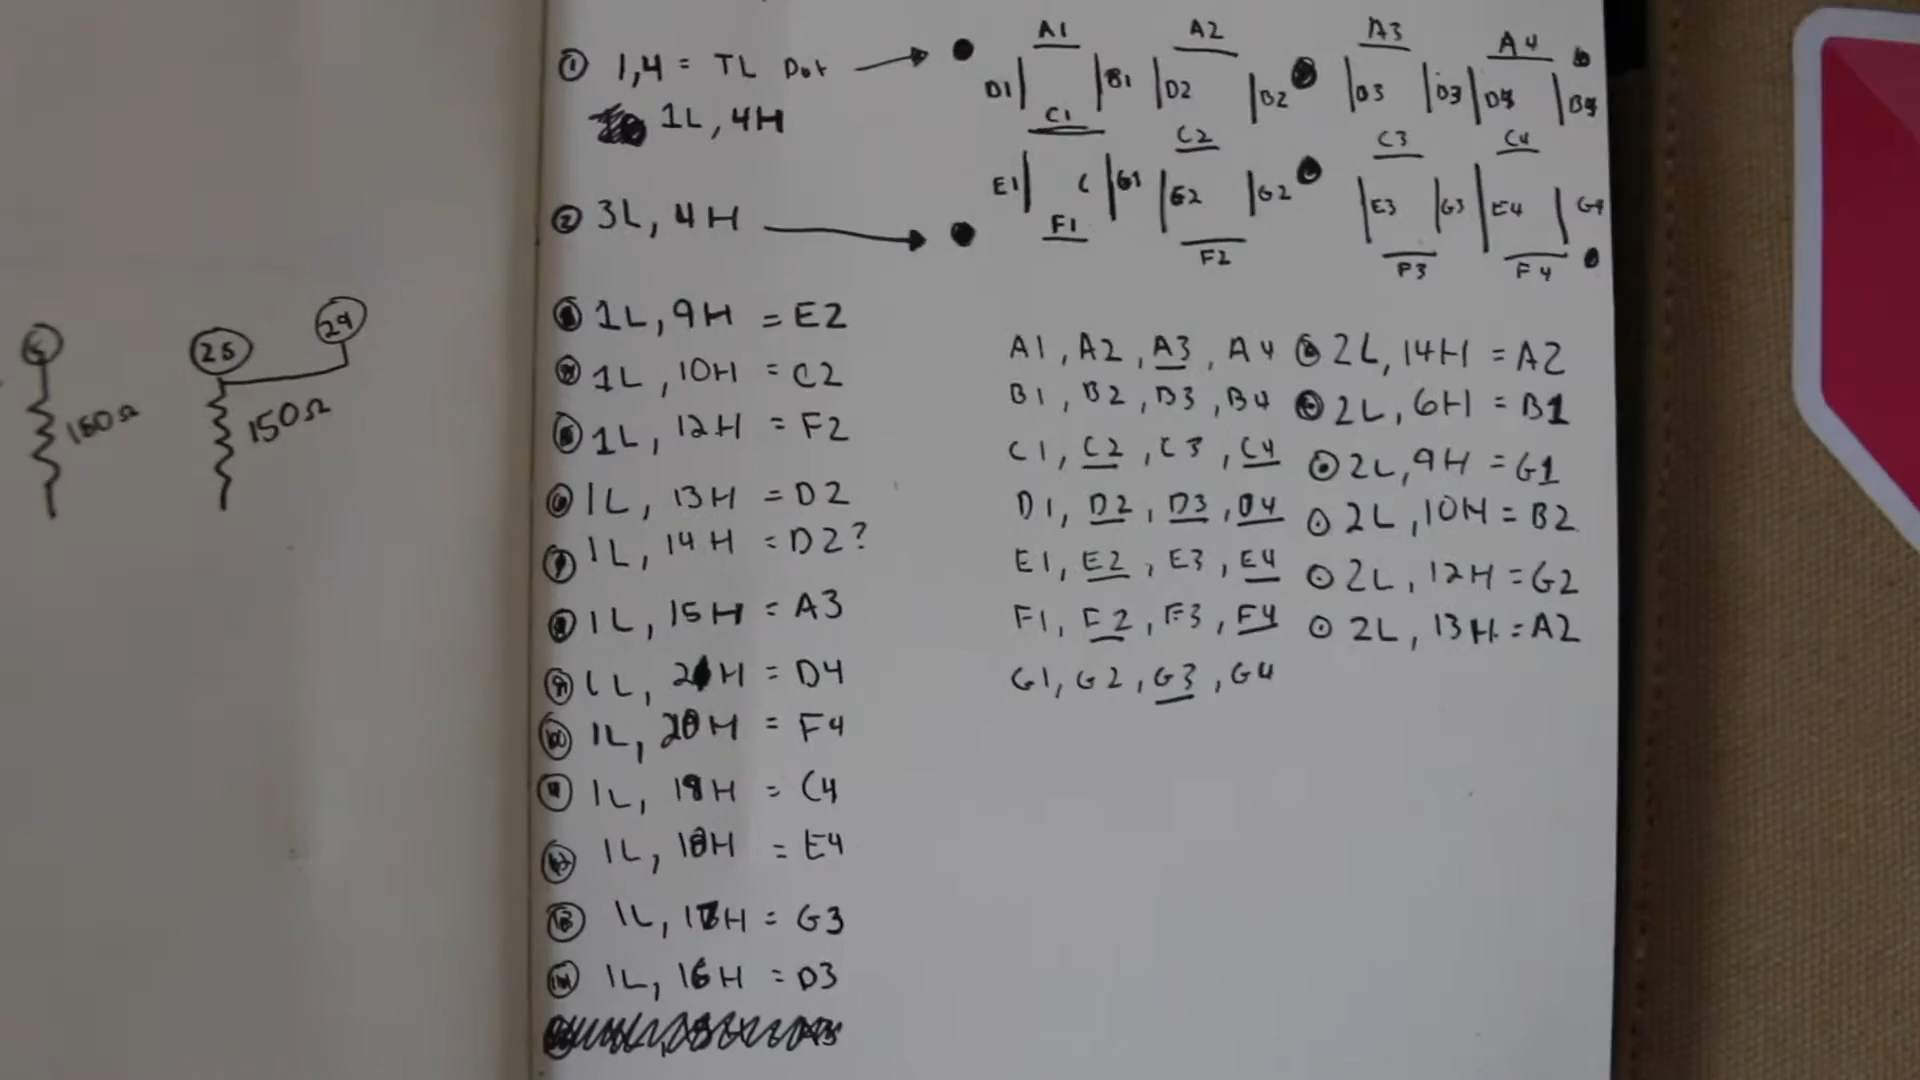 150Ω
25
29
150Ω
① 1,4 = TL Dot
1L, 4H
② 3L, 4H
1L, 9H = E2
1L, 10H = C2
1L, 12H = F2
1L, 13H = D2
⑦ 1L, 14H = D2?
1L, 15H = A3
1L, H = D4
1L, 20H = F4
1L, 19H = C4
1L, 18H = E4
⑬ 1L, 17H = G3
⑭ 1L, 16H = D3
A1 A2 A3 A4
D1 B1 D2 B2 D3 D4
C1 C2 C3 C4
E1 G1 G2 E3 G3 E4 G4
F1 F2 F3 F4
A1, A2, A3, A4
B1, B2, B3, B4
C1, C2, C3, C4
D1, D2, D3, D4
E1, E2, E3, E4
F1, F2, F3, F4
G1, G2, G3, G4
2L, 14H = A2
2L, 6H = B1
2L, 9H = G1
2L, 10H = B2
2L, 12H = G2
2L, 13H = A2